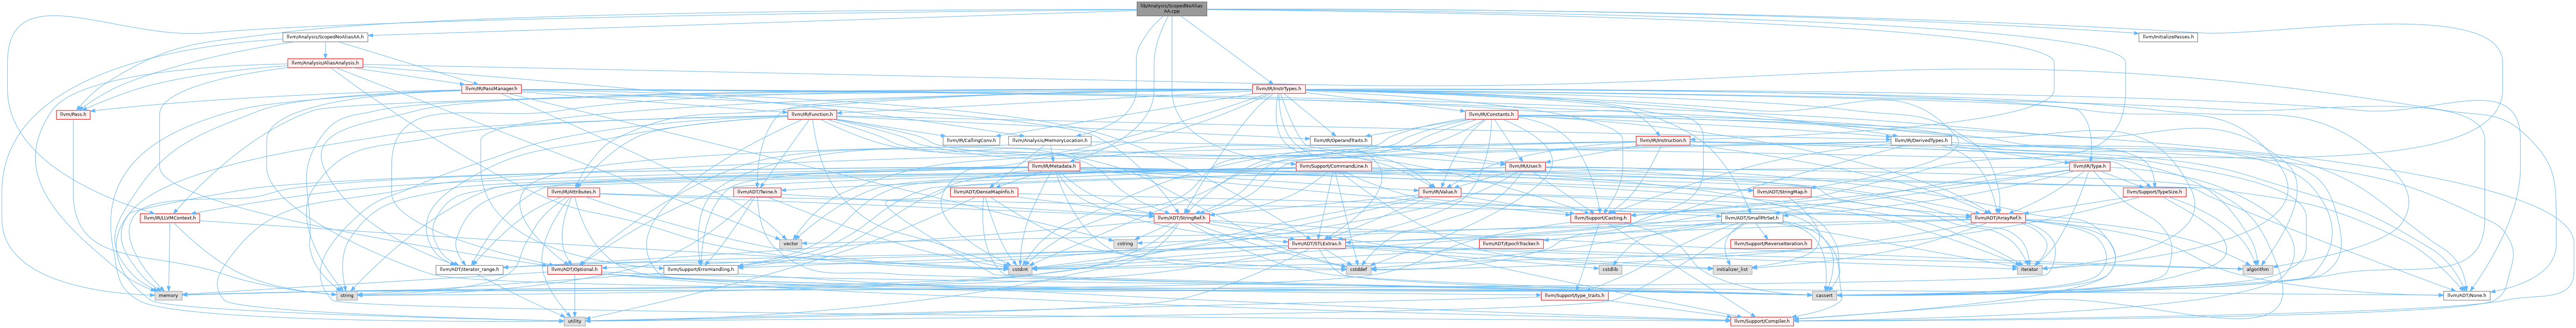 lib/Analysis/ScopedNoAlias
AA.cpp
llvm/Analysis/ScopedNoAliasAA.h
llvm/InitializePasses.h
llvm/Analysis/AliasAnalysis.h
llvm/IR/PassManager.h
llvm/IR/InstrTypes.h
llvm/Pass.h
llvm/IR/Function.h
llvm/IR/Constants.h
llvm/IR/CallingConv.h
llvm/Analysis/MemoryLocation.h
llvm/IR/OperandTraits.h
llvm/IR/Instruction.h
llvm/IR/DerivedTypes.h
llvm/IR/Metadata.h
llvm/Support/CommandLine.h
llvm/IR/User.h
llvm/IR/Type.h
llvm/IR/Attributes.h
llvm/ADT/Twine.h
llvm/ADT/DenseMapInfo.h
llvm/IR/Value.h
llvm/ADT/StringMap.h
llvm/Support/TypeSize.h
llvm/IR/LLVMContext.h
llvm/ADT/StringRef.h
llvm/Support/Casting.h
llvm/ADT/SmallPtrSet.h
llvm/ADT/ArrayRef.h
vector
cstring
llvm/ADT/STLExtras.h
llvm/ADT/EpochTracker.h
llvm/Support/ReverseIteration.h
llvm/ADT/iterator_range.h
llvm/ADT/Optional.h
llvm/Support/ErrorHandling.h
cstdint
cstddef
cstdlib
initializer_list
iterator
algorithm
memory
string
llvm/Support/type_traits.h
cassert
llvm/ADT/None.h
utility
llvm/Support/Compiler.h